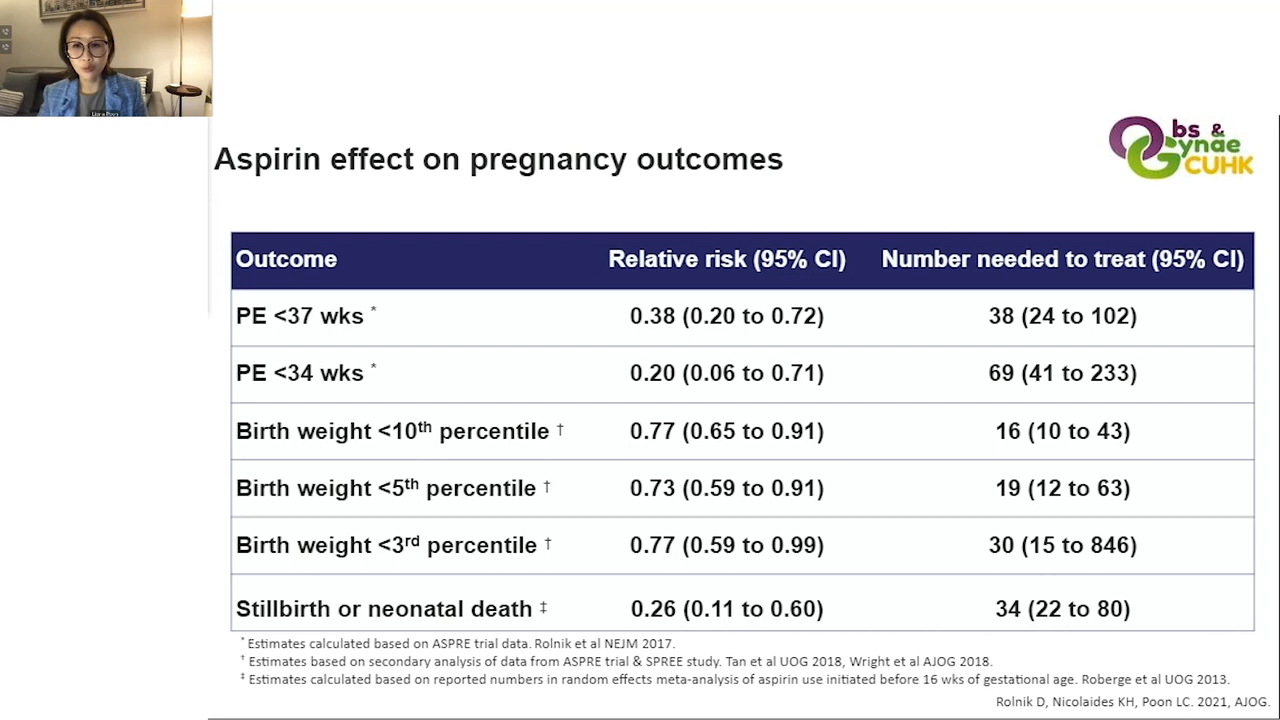 Liona Poon
bs &
ynae
CUHK
Aspirin effect on pregnancy outcomes
Outcome Relative risk (95% CI) Number needed to treat (95% CI)
PE <37 wks * 0.38 (0.20 to 0.72) 38 (24 to 102)
PE <34 wks * 0.20 (0.06 to 0.71) 69 (41 to 233)
Birth weight <10th percentile † 0.77 (0.65 to 0.91) 16 (10 to 43)
Birth weight <5th percentile † 0.73 (0.59 to 0.91) 19 (12 to 63)
Birth weight <3rd percentile † 0.77 (0.59 to 0.99) 30 (15 to 846)
Stillbirth or neonatal death ‡ 0.26 (0.11 to 0.60) 34 (22 to 80)
* Estimates calculated based on ASPRE trial data. Rolnik et al NEJM 2017.
† Estimates based on secondary analysis of data from ASPRE trial & SPREE study. Tan et al UOG 2018, Wright et al AJOG 2018.
‡ Estimates calculated based on reported numbers in random effects meta-analysis of aspirin use initiated before 16 wks of gestational age. Roberge et al UOG 2013.
Rolnik D, Nicolaides KH, Poon LC. 2021, AJOG.